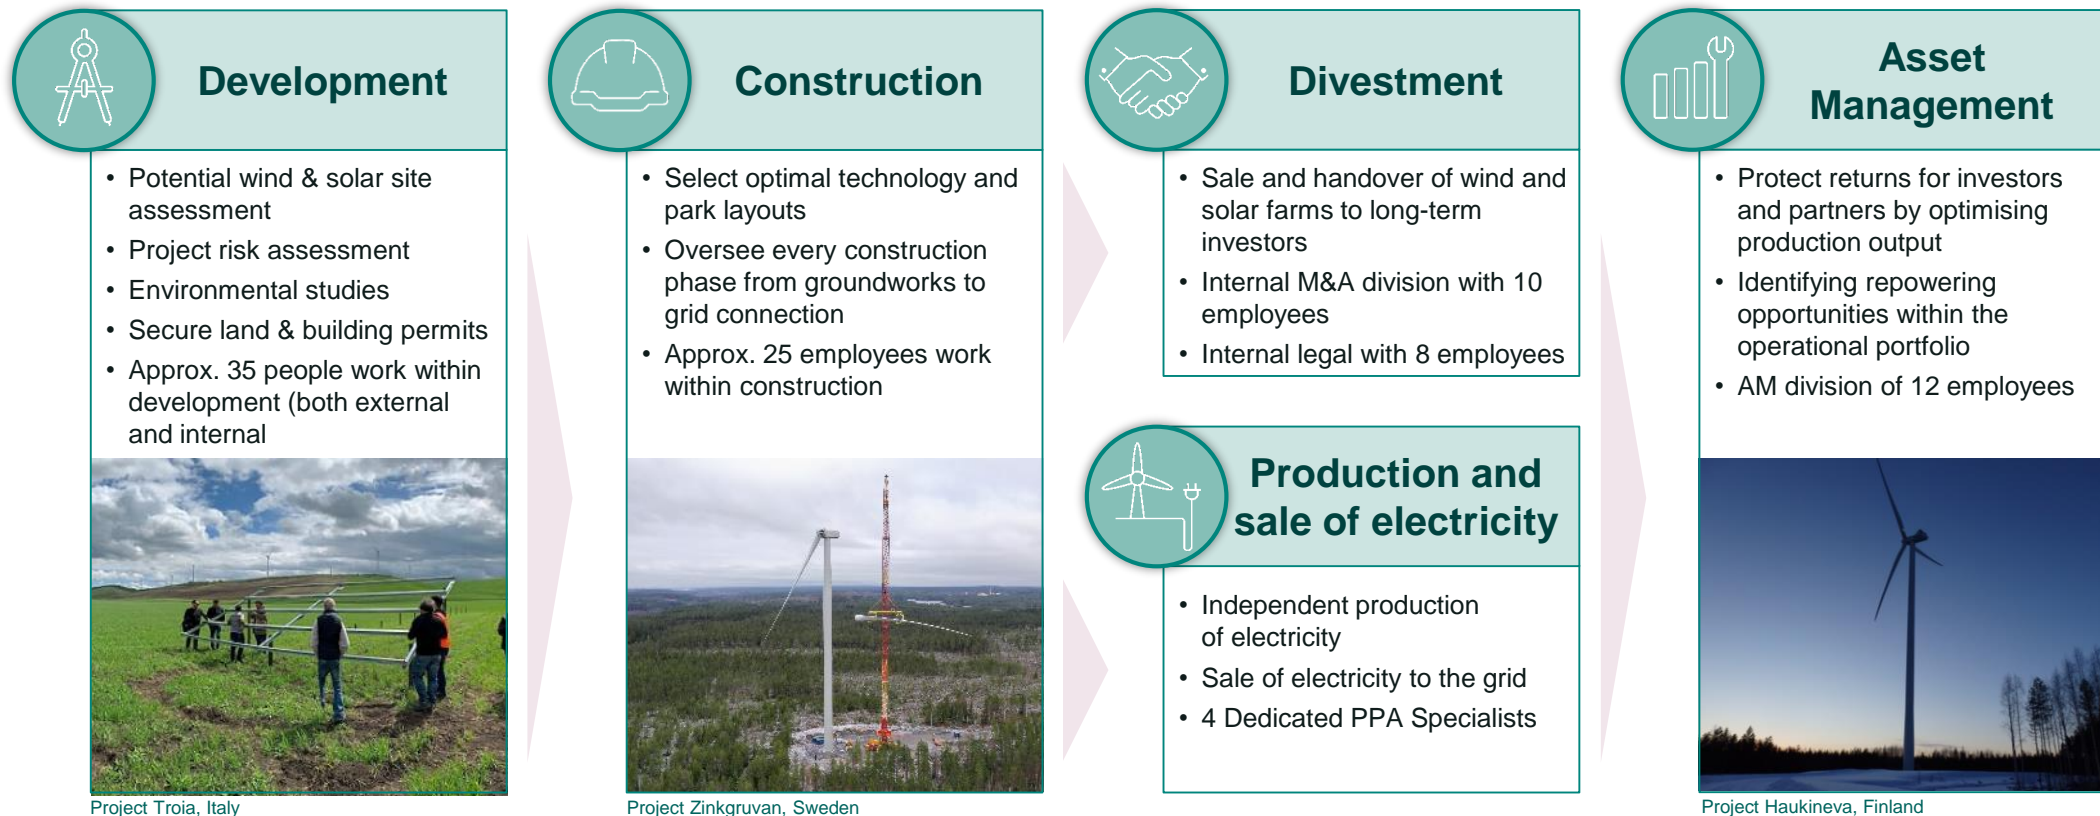 Development
• Potential wind & solar site
assessment
• Project risk assessment
• Environmental studies
• Secure land & building permits
• Approx. 35 people work within
development (both external
and internal
Project Troia, Italy
Construction
• Select optimal technology and
park layouts
• Oversee every construction
phase from groundworks to
grid connection
• Approx. 25 employees work
within construction
Project Zinkgruvan, Sweden
Divestment
• Sale and handover of wind and
solar farms to long-term
investors
• Internal M&A division with 10
employees
• Internal legal with 8 employees
Production and
sale of electricity
• Independent production
of electricity
• Sale of electricity to the grid
• 4 Dedicated PPA Specialists
Asset
Management
• Protect returns for investors
and partners by optimising
production output
• Identifying repowering
opportunities within the
operational portfolio
• AM division of 12 employees
Project Haukineva, Finland